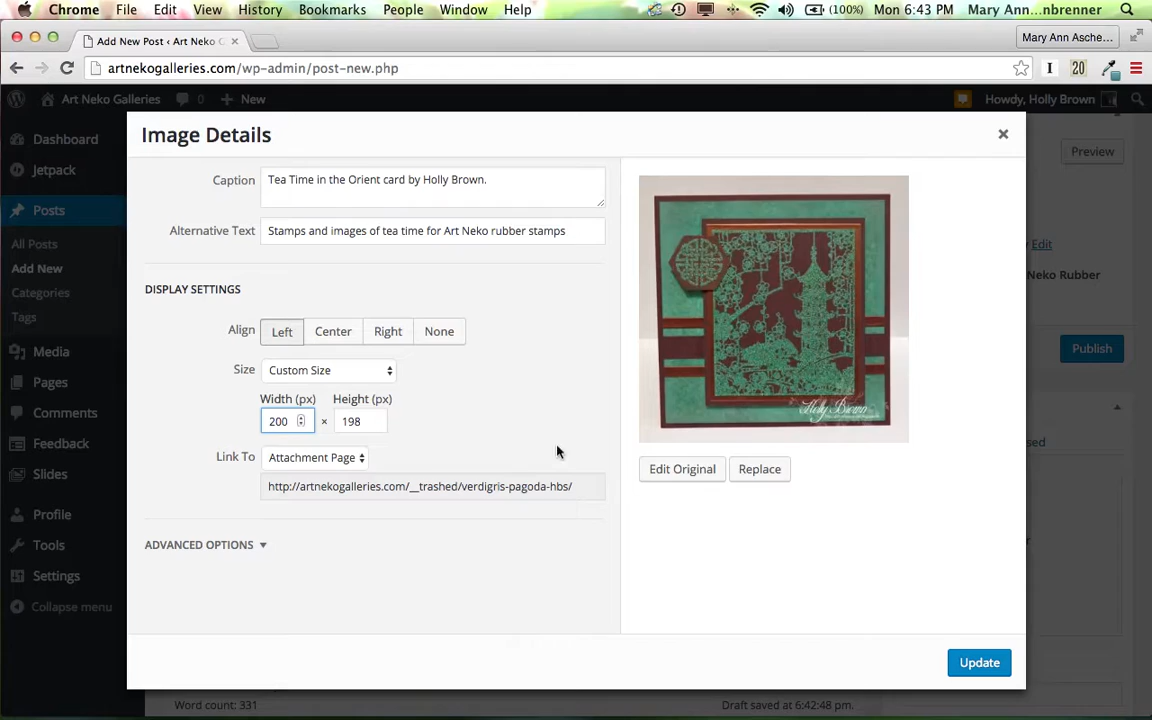 Chrome File Edit View History Bookmarks People Window Help (100%) Mon 6:43 PM Mary Ann...nbrenner
Add New Post ‹ Art Neko G
Mary Ann Asche...
artnekogalleries.com/wp-admin/post-new.php
20
Art Neko Galleries 0 + New Howdy, Holly Brown
Dashboard
Jetpack
Posts
All Posts
Add New
Categories
Tags
Media
Pages
Comments
Feedback
Slides
Profile
Tools
Settings
Collapse menu
Image Details
Caption Tea Time in the Orient card by Holly Brown.
Alternative Text Stamps and images of tea time for Art Neko rubber stamps
DISPLAY SETTINGS
Align Left Center Right None
Size Custom Size
Width (px) Height (px)
200 × 198
Link To Attachment Page
http://artnekogalleries.com/__trashed/verdigris-pagoda-hbs/
ADVANCED OPTIONS
Holly Brown
Edit Original Replace
Update
Preview
Edit
Neko Rubber
Publish
Word count: 331 Draft saved at 6:42:48 pm.